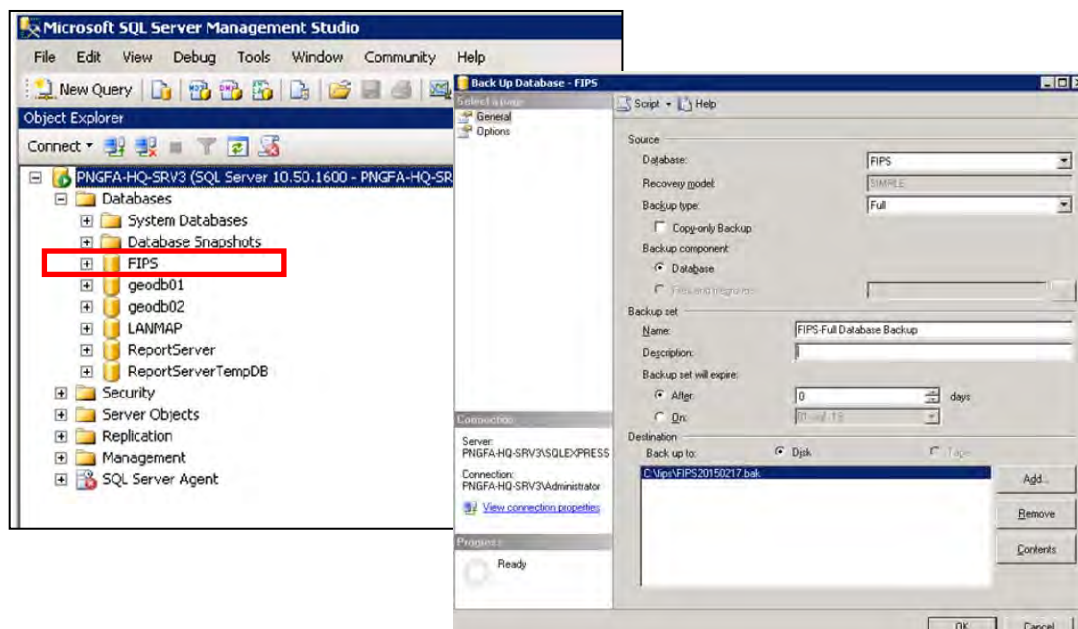 Microsoft SQL Server Management Studio
File Edit View Debug Tools Window Community Help
New Query
Object Explorer
Connect
PNGFA-HQ-SRV3 (SQL Server 10.50.1600 - PNGFA-HQ-SR
Databases
System Databases
Database Snapshots
FIPS
geodb01
geodb02
LANMAP
ReportServer
ReportServerTempDB
Security
Server Objects
Replication
Management
SQL Server Agent
Back Up Database - FIPS
Select a page
General
Options
Script Help
Source
Database: FIPS
Recovery model: SIMPLE
Backup type: Full
Copy-only Backup
Backup component:
Database
Files and filegroups:
Backup set
Name: FIPS-Full Database Backup
Description:
Backup set will expire:
After: 0 days
On:
Destination
Back up to: Disk Tape
C:\fips\FIPS20150217.bak
Add...
Remove
Contents
Connection
Server:
PNGFA-HQ-SRV3\SQLEXPRESS
Connection:
PNGFA-HQ-SRV3\Administrator
View connection properties
Progress
Ready
OK Cancel